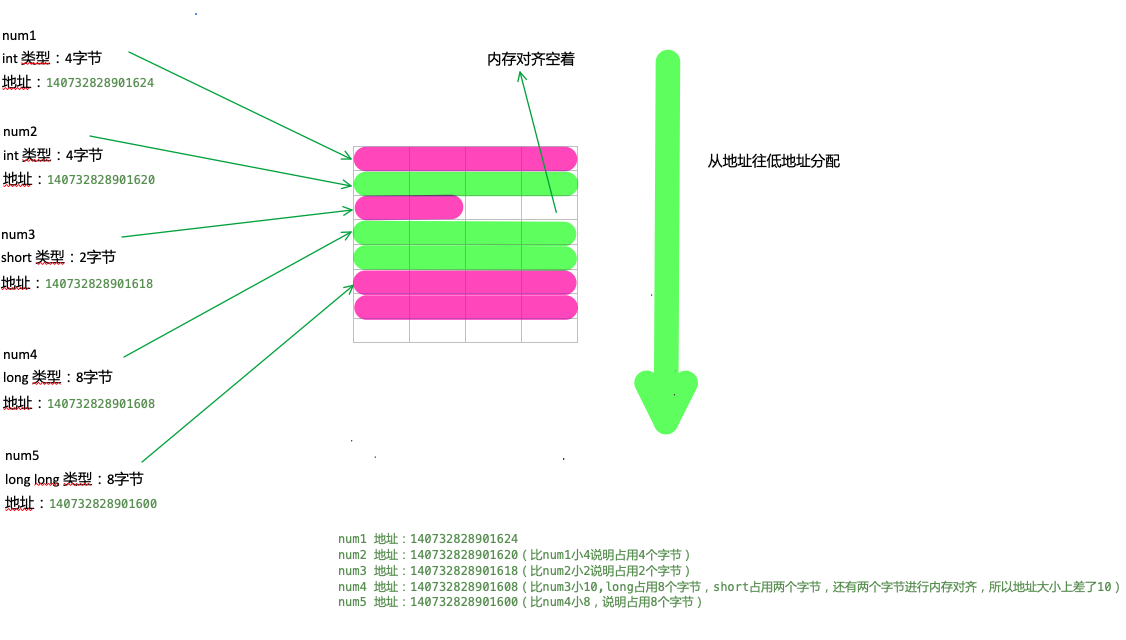 num1
int 类型：4字节
地址：140732828901624
内存对齐空着
num2
int 类型：4字节
地址：140732828901620
从地址往低地址分配
num3
short 类型：2字节
地址：140732828901618
num4
long 类型：8字节
地址：140732828901608
num5
long long 类型：8字节
地址：140732828901600
num1 地址：140732828901624
num2 地址：140732828901620（比num1小4说明占用4个字节）
num3 地址：140732828901618（比num2小2说明占用2个字节）
num4 地址：140732828901608（比num3小10,long占用8个字节，short占用两个字节，还有两个字节进行内存对齐，所以地址大小上差了10）
num5 地址：140732828901600（比num4小8，说明占用8个字节）